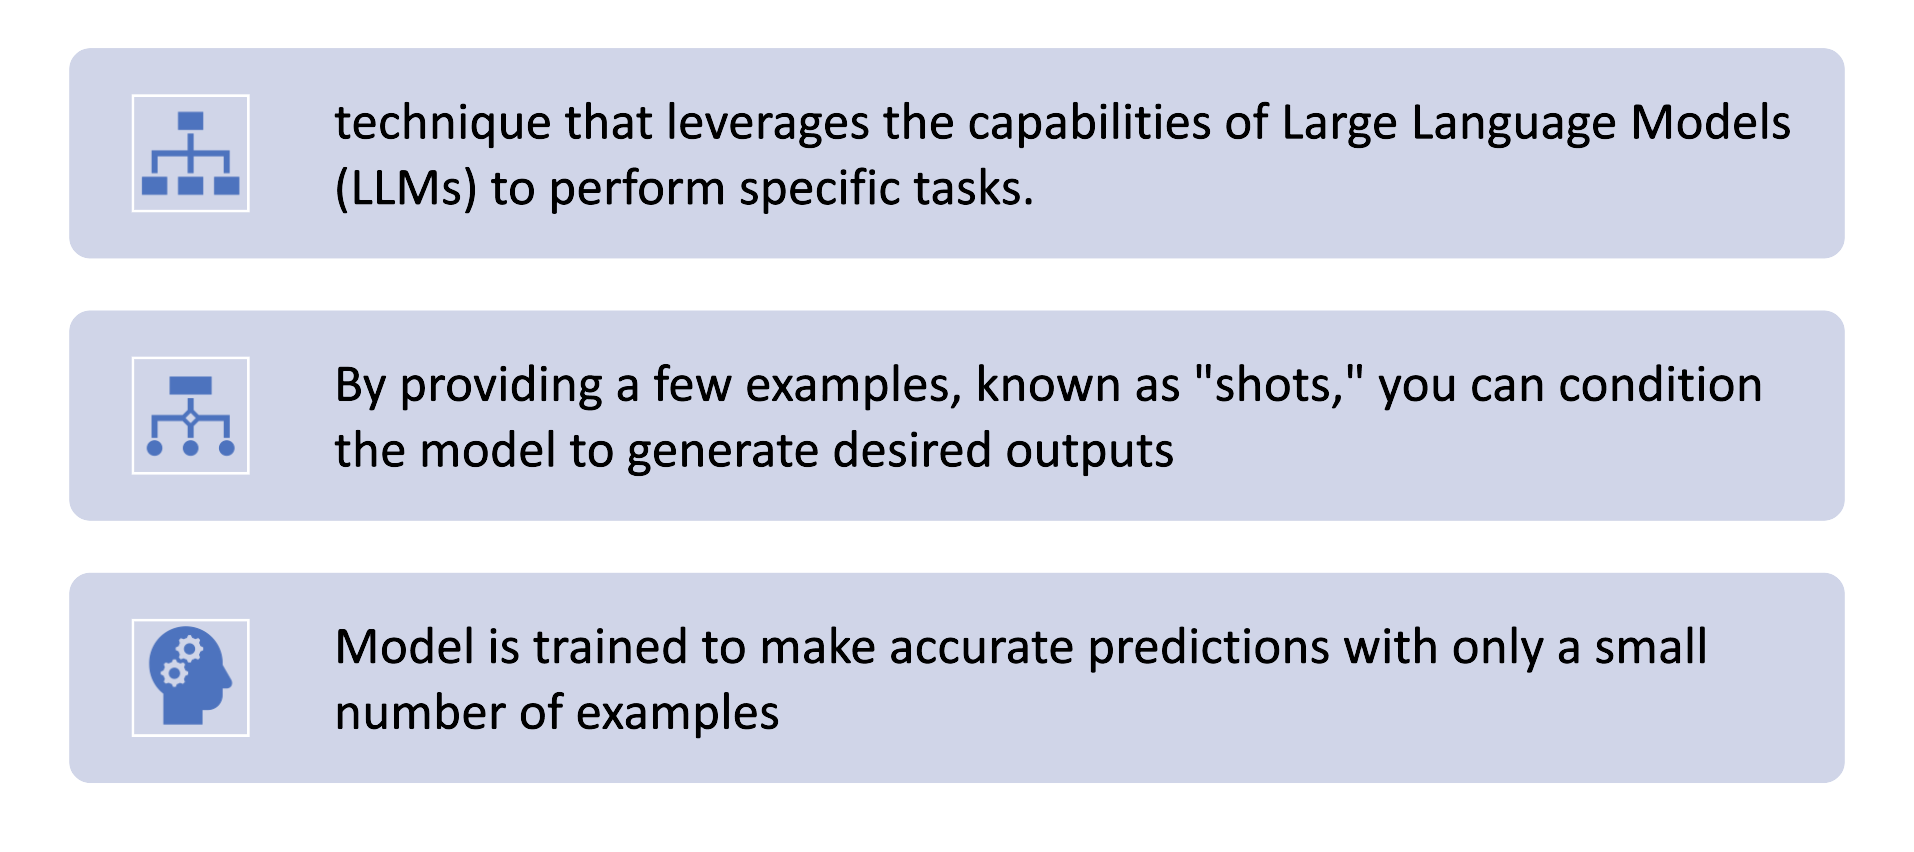 technique that leverages the capabilities of Large Language Models
(LLMs) to perform specific tasks.
By providing a few examples, known as "shots," you can condition
the model to generate desired outputs
Model is trained to make accurate predictions with only a small
number of examples